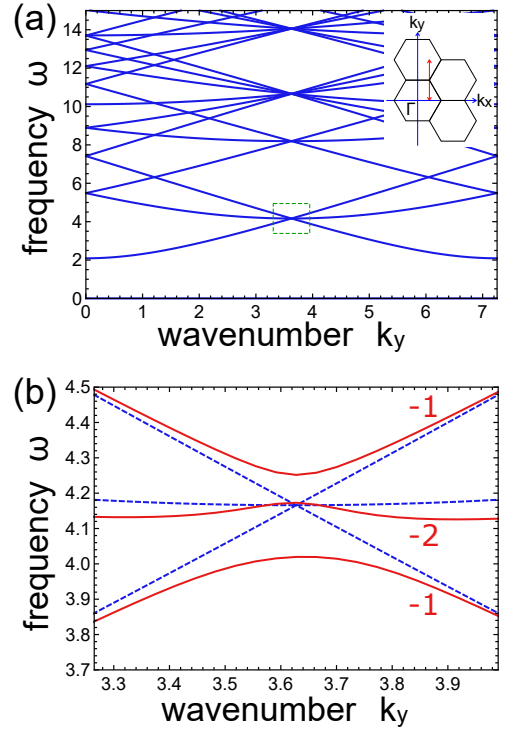 (a)
frequency ω
14
12
10
8
6
4
2
0
0 1 2 3 4 5 6 7
wavenumber ky
ky
Γ
kx
(b)
frequency ω
4.5
4.4
4.3
4.2
4.1
4.0
3.9
3.8
3.7
3.3 3.4 3.5 3.6 3.7 3.8 3.9
wavenumber ky
-1
-2
-1